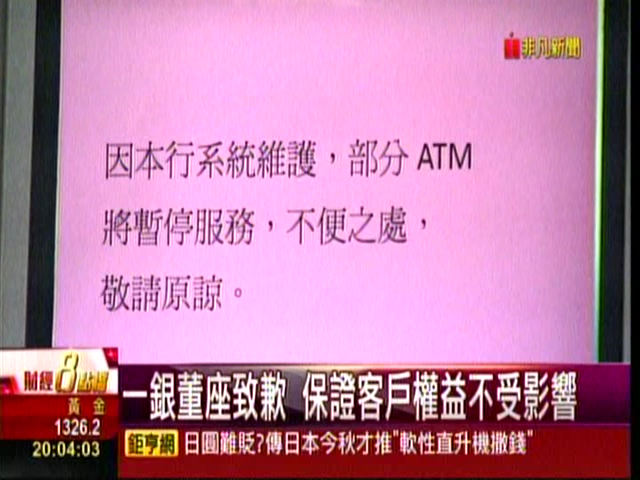 非凡新聞
因本行系統維護，部分 ATM
將暫停服務，不便之處，
敬請原諒。
財經8點檔
一銀董座致歉 保證客戶權益不受影響
黃金
1326.2
20:04:03
鉅亨網 日圓難貶?傳日本今秋才推"軟性直升機撒錢"